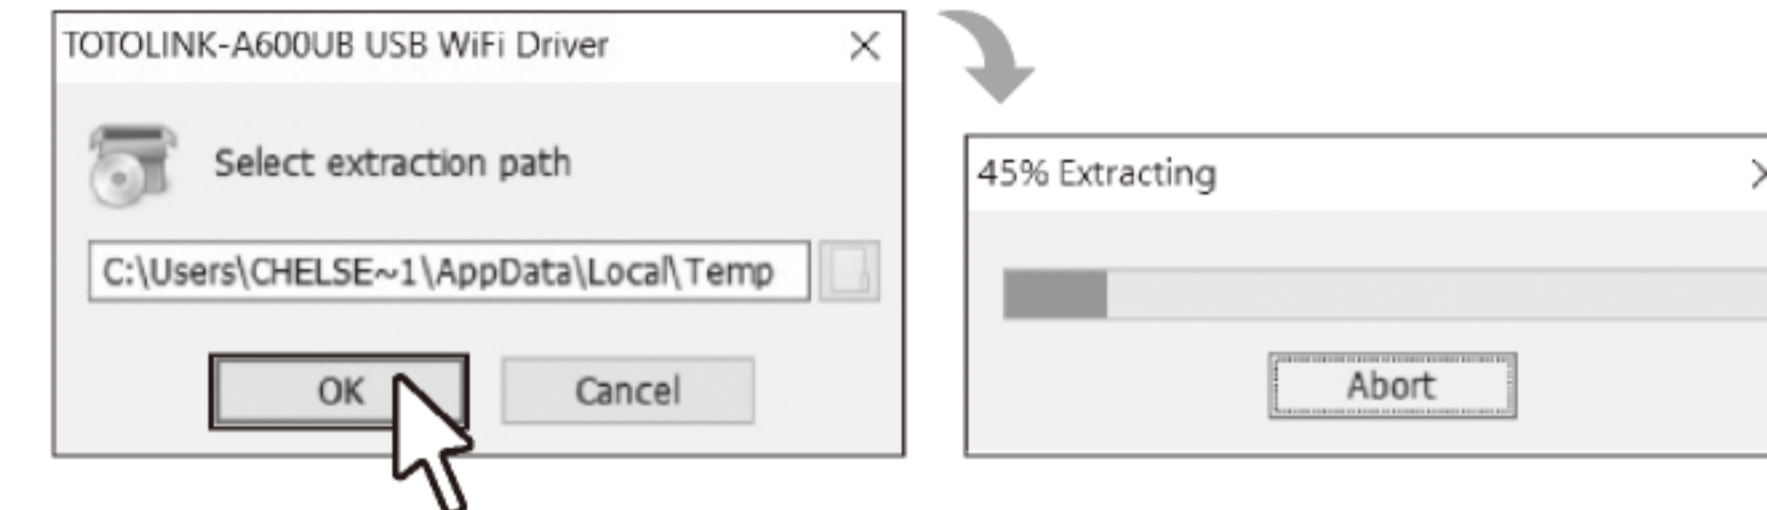 TOTOLINK-A600UB USB WiFi Driver
Select extraction path
C:\Users\CHELSE~1\AppData\Local\Temp
OK
Cancel
45% Extracting
Abort